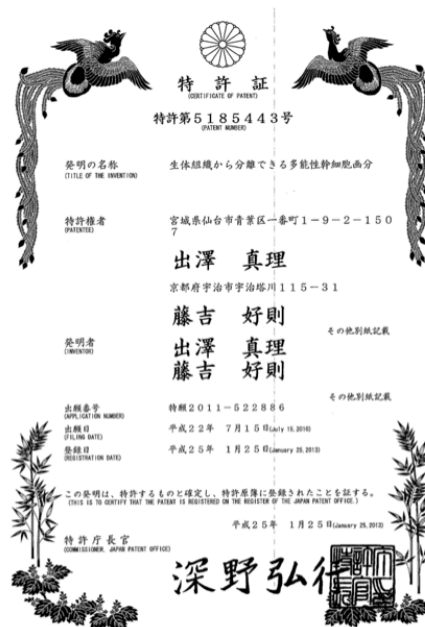 特許証
(CERTIFICATE OF PATENT)
特許第5185443号
(PATENT NUMBER)
発明の名称
(TITLE OF THE INVENTION)
生体組織から分離できる多能性幹細胞画分
特許権者
(PATENTEE)
宮城県仙台市青葉区一番町1-9-2-150
7
出澤 真理
京都府宇治市宇治塔川115-31
藤吉 好則
その他別紙記載
発明者
(INVENTOR)
出澤 真理
藤吉 好則
その他別紙記載
出願番号
(APPLICATION NUMBER)
特願2011-522886
出願日
(FILING DATE)
平成22年 7月15日(July 15,2010)
登録日
(REGISTRATION DATE)
平成25年 1月25日(January 25,2013)
この発明は、特許するものと確定し、特許原簿に登録されたことを証する。
(THIS IS TO CERTIFY THAT THE PATENT IS REGISTERED ON THE REGISTER OF THE JAPAN PATENT OFFICE.)
平成25年 1月25日(January 25,2013)
特許庁長官
(COMMISSIONER, JAPAN PATENT OFFICE)
深野弘行